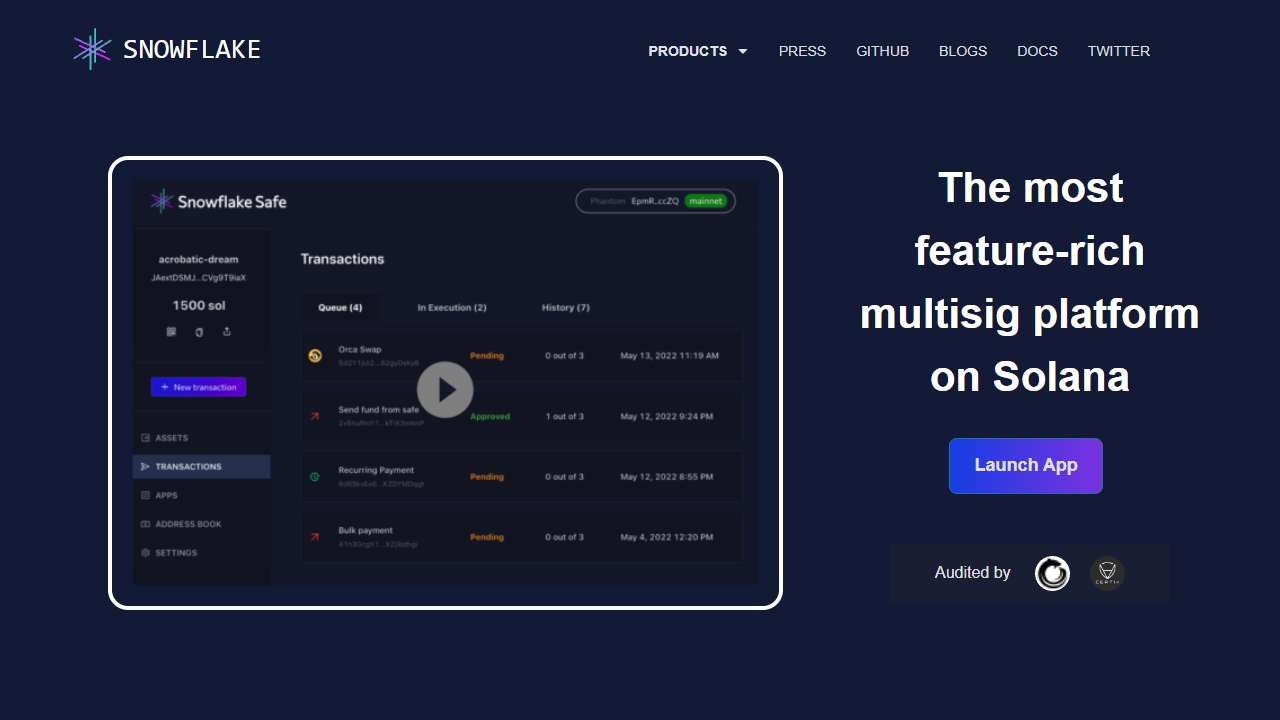 SNOWFLAKE
PRODUCTS
PRESS
GITHUB
BLOGS
DOCS
TWITTER
Snowflake Safe
Phantom EpmR..ccZQ mainnet
acrobatic-dream
JAextDSMJ...CVg9T9iaX
1500 sol
New transaction
ASSETS
TRANSACTIONS
APPS
ADDRESS BOOK
SETTINGS
Transactions
Queue (4) In Execution (2) History (7)
Orca Swap Pending 0 out of 3 May 13, 2022 11:19 AM
Send fund from safe Approved 1 out of 3 May 12, 2022 9:24 PM
Recurring Payment Pending 0 out of 3 May 12, 2022 8:55 PM
Bulk payment Pending 0 out of 3 May 4, 2022 12:20 PM
The most
feature-rich
multisig platform
on Solana
Launch App
Audited by
CERTIK